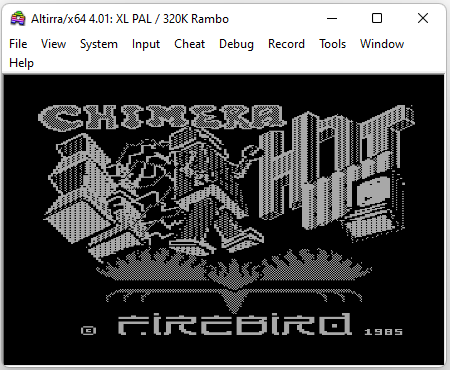 Altirra/x64 4.01: XL PAL / 320K Rambo
File View System Input Cheat Debug Record Tools Window
Help
CHIMERA
© FIREBIRD 1985